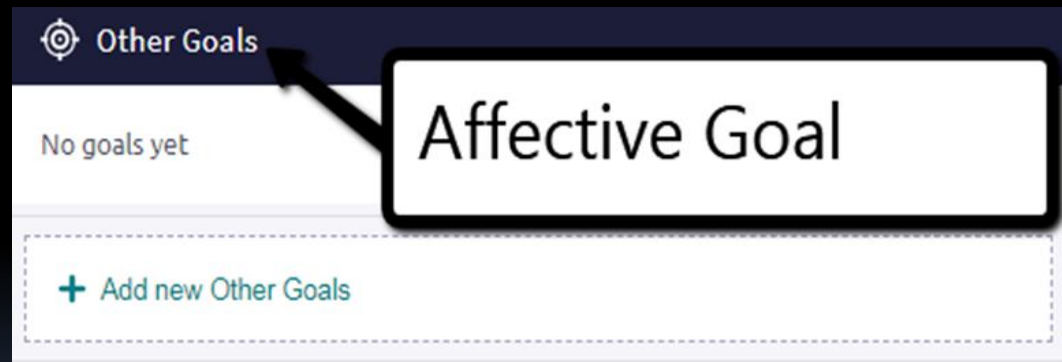 Other Goals
Affective Goal
No goals yet
+ Add new Other Goals